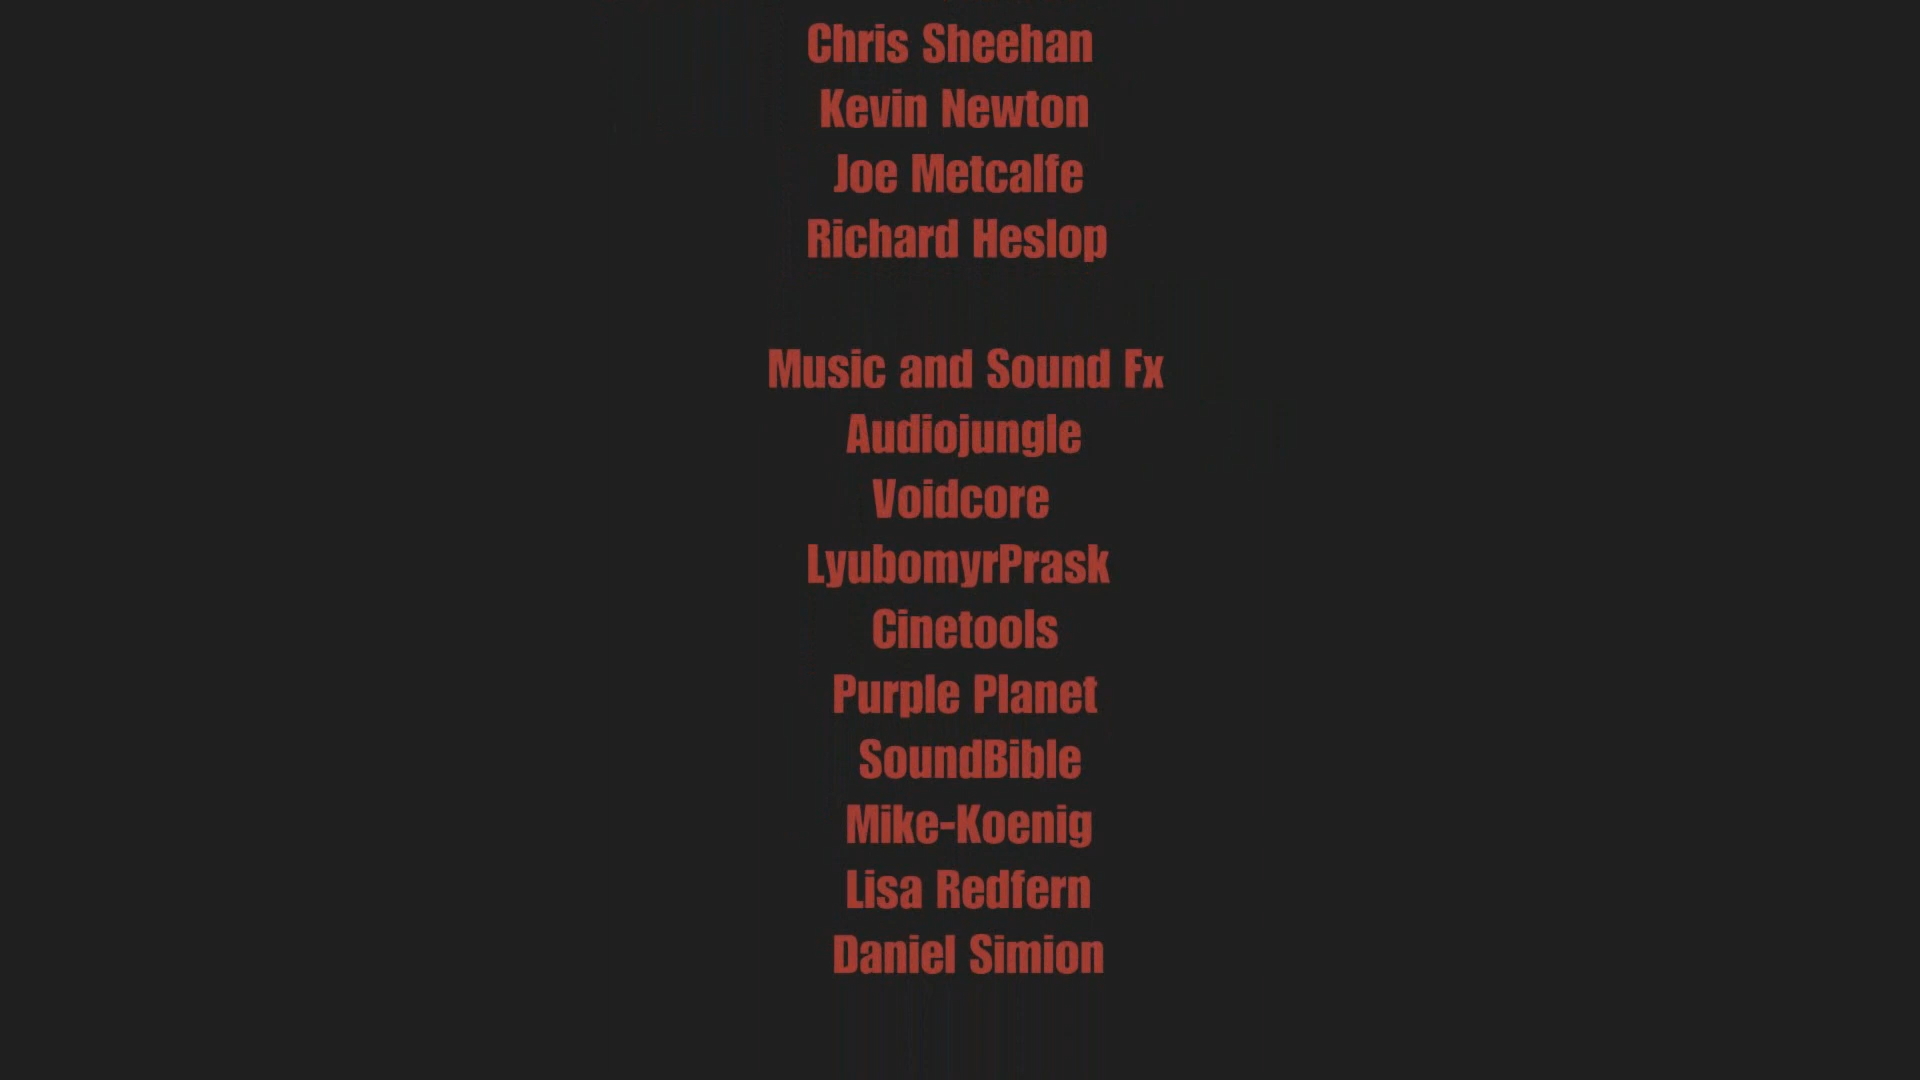 Chris Sheehan
Kevin Newton
Joe Metcalfe
Richard Heslop
Music and Sound Fx
Audiojungle
Voidcore
LyubomyrPrask
Cinetools
Purple Planet
SoundBible
Mike-Koenig
Lisa Redfern
Daniel Simion